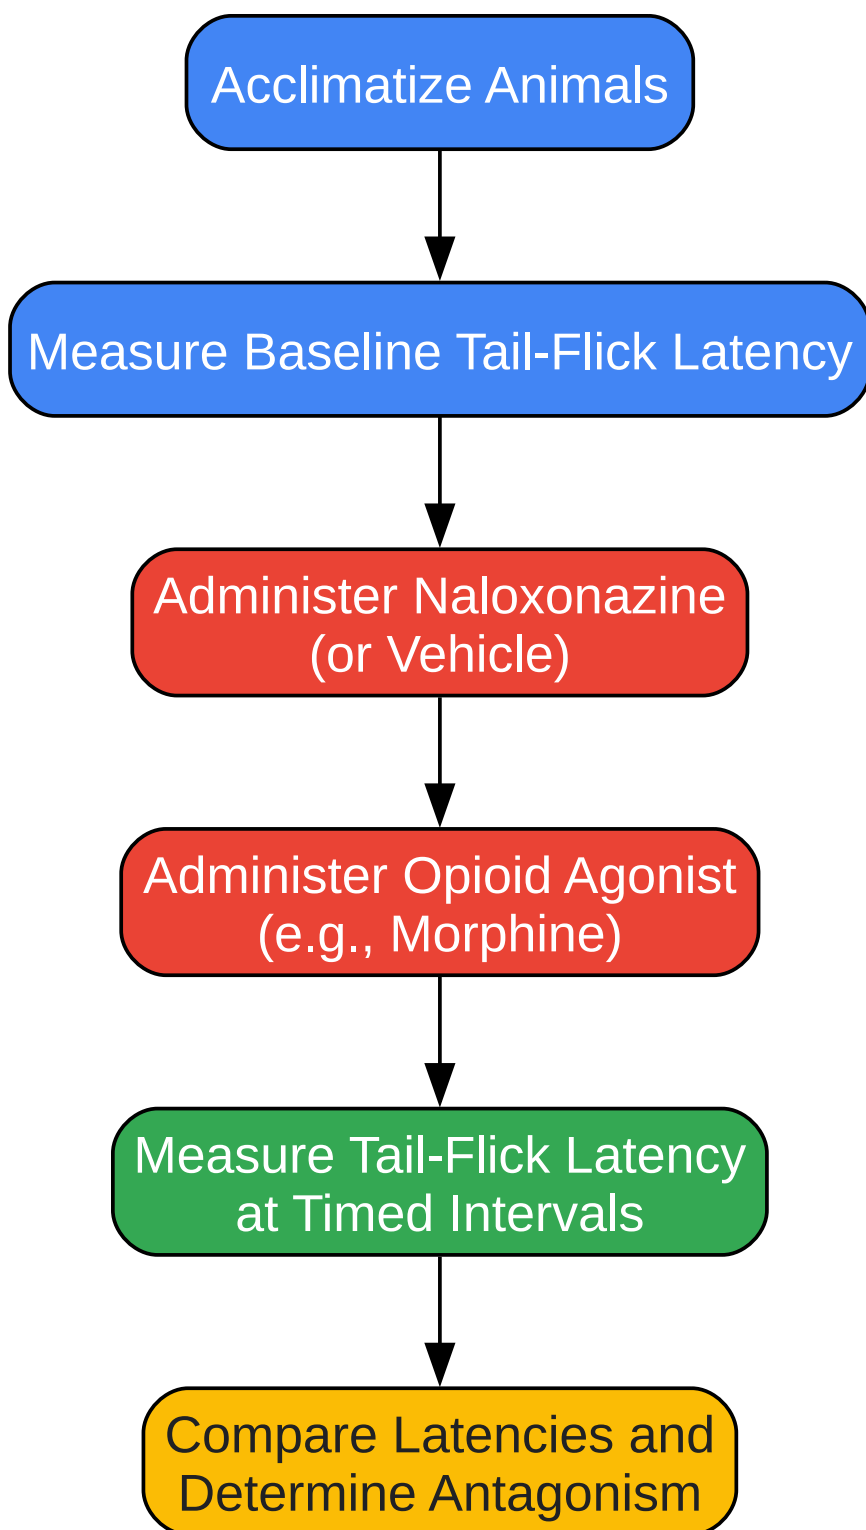 Acclimatize Animals
Measure Baseline Tail-Flick Latency
Administer Naloxonazine
(or Vehicle)
Administer Opioid Agonist
(e.g., Morphine)
Measure Tail-Flick Latency
at Timed Intervals
Compare Latencies and
Determine Antagonism